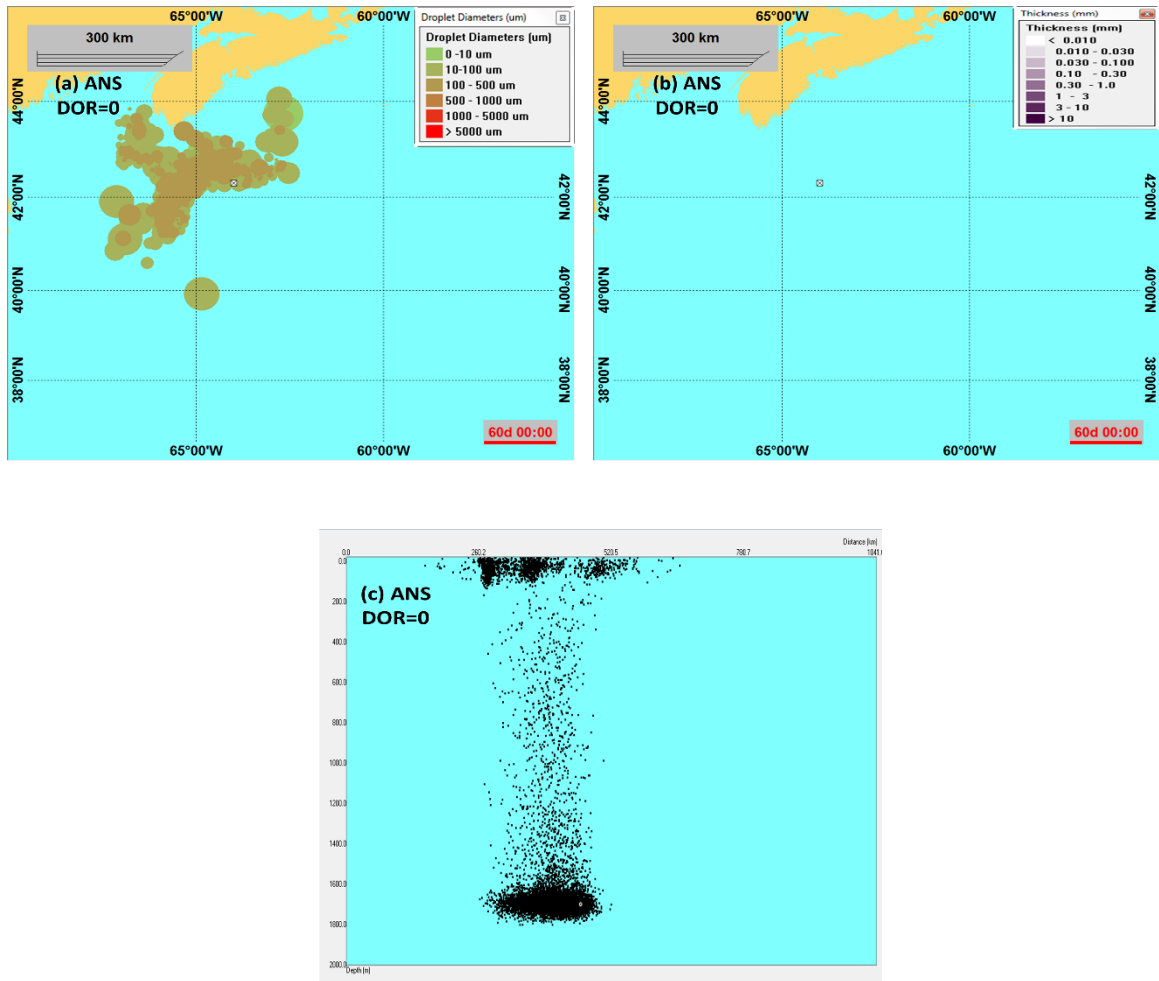 65°00'W
60°00'W
300 km
(a) ANS
DOR=0
Droplet Diameters (um)
Droplet Diameters (um)
0 -10 um
10-100 um
100 - 500 um
500 - 1000 um
1000 - 5000 um
> 5000 um
44°00'N
42°00'N
40°00'N
38°00'N
42°00'N
40°00'N
38°00'N
60d 00:00
65°00'W
60°00'W
65°00'W
60°00'W
300 km
(b) ANS
DOR=0
Thickness (mm)
Thickness (mm)
< 0.010
0.010 - 0.030
0.030 - 0.100
0.10 - 0.30
0.30 - 1.0
1 - 3
3 - 10
> 10
44°00'N
42°00'N
40°00'N
38°00'N
42°00'N
40°00'N
38°00'N
60d 00:00
65°00'W
60°00'W
Distance (km)
0.0
260.2
520.5
780.7
1041.0
(c) ANS
DOR=0
0.0
200.0
400.0
600.0
800.0
1000.0
1200.0
1400.0
1600.0
1800.0
2000.0
Depth (m)